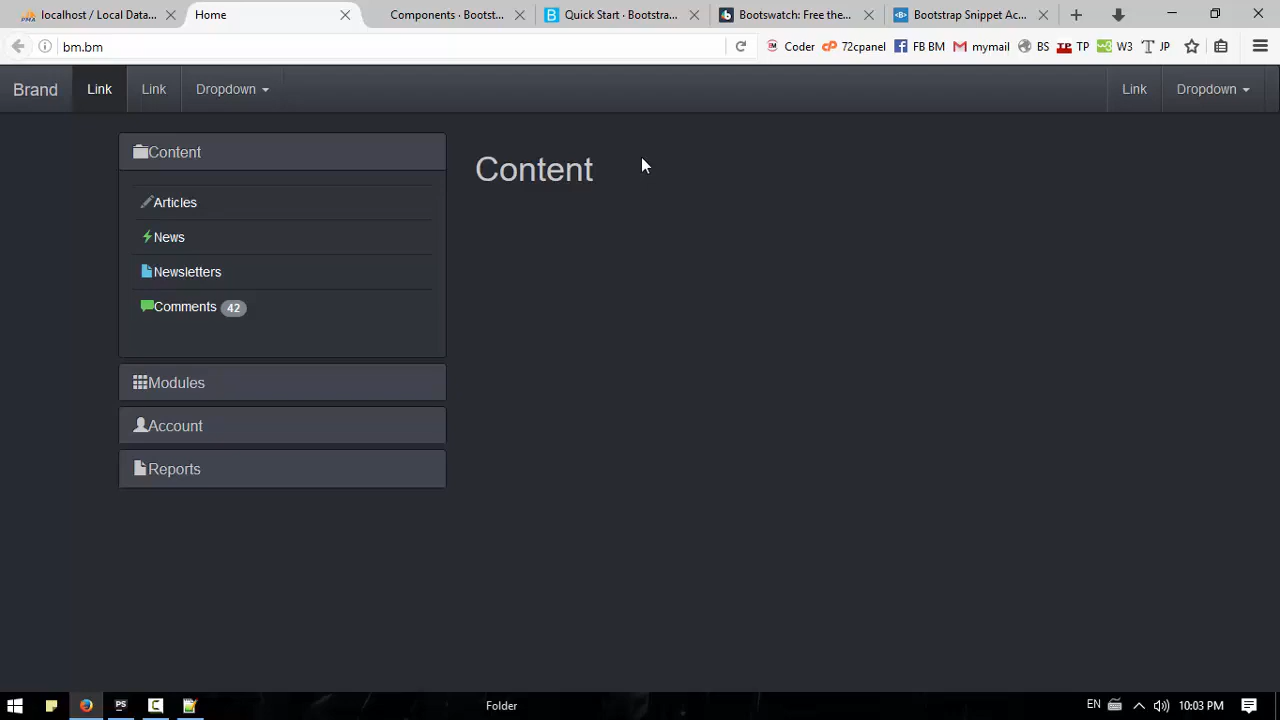 localhost / Local Data...
Home
Components · Bootst...
B Quick Start · Bootstra...
b Bootswatch: Free the...
<B> Bootstrap Snippet Ac...
bm.bm
Coder 72cpanel FB BM mymail BS TP W3 JP
Brand Link Link Dropdown Link Dropdown
Content
Content
Articles
News
Newsletters
Comments 42
Modules
Account
Reports
PS
Folder
EN
10:03 PM